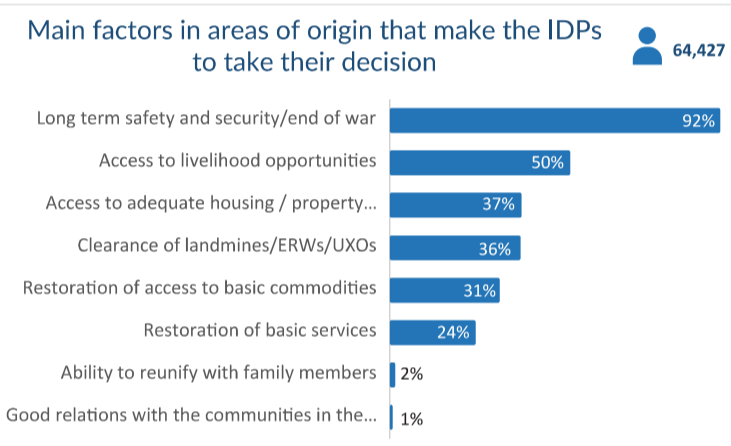 Main factors in areas of origin that make the IDPs
to take their decision
64,427
Long term safety and security/end of war 92%
Access to livelihood opportunities 50%
Access to adequate housing / property... 37%
Clearance of landmines/ERWs/UXOs 36%
Restoration of access to basic commodities 31%
Restoration of basic services 24%
Ability to reunify with family members 2%
Good relations with the communities in the... 1%